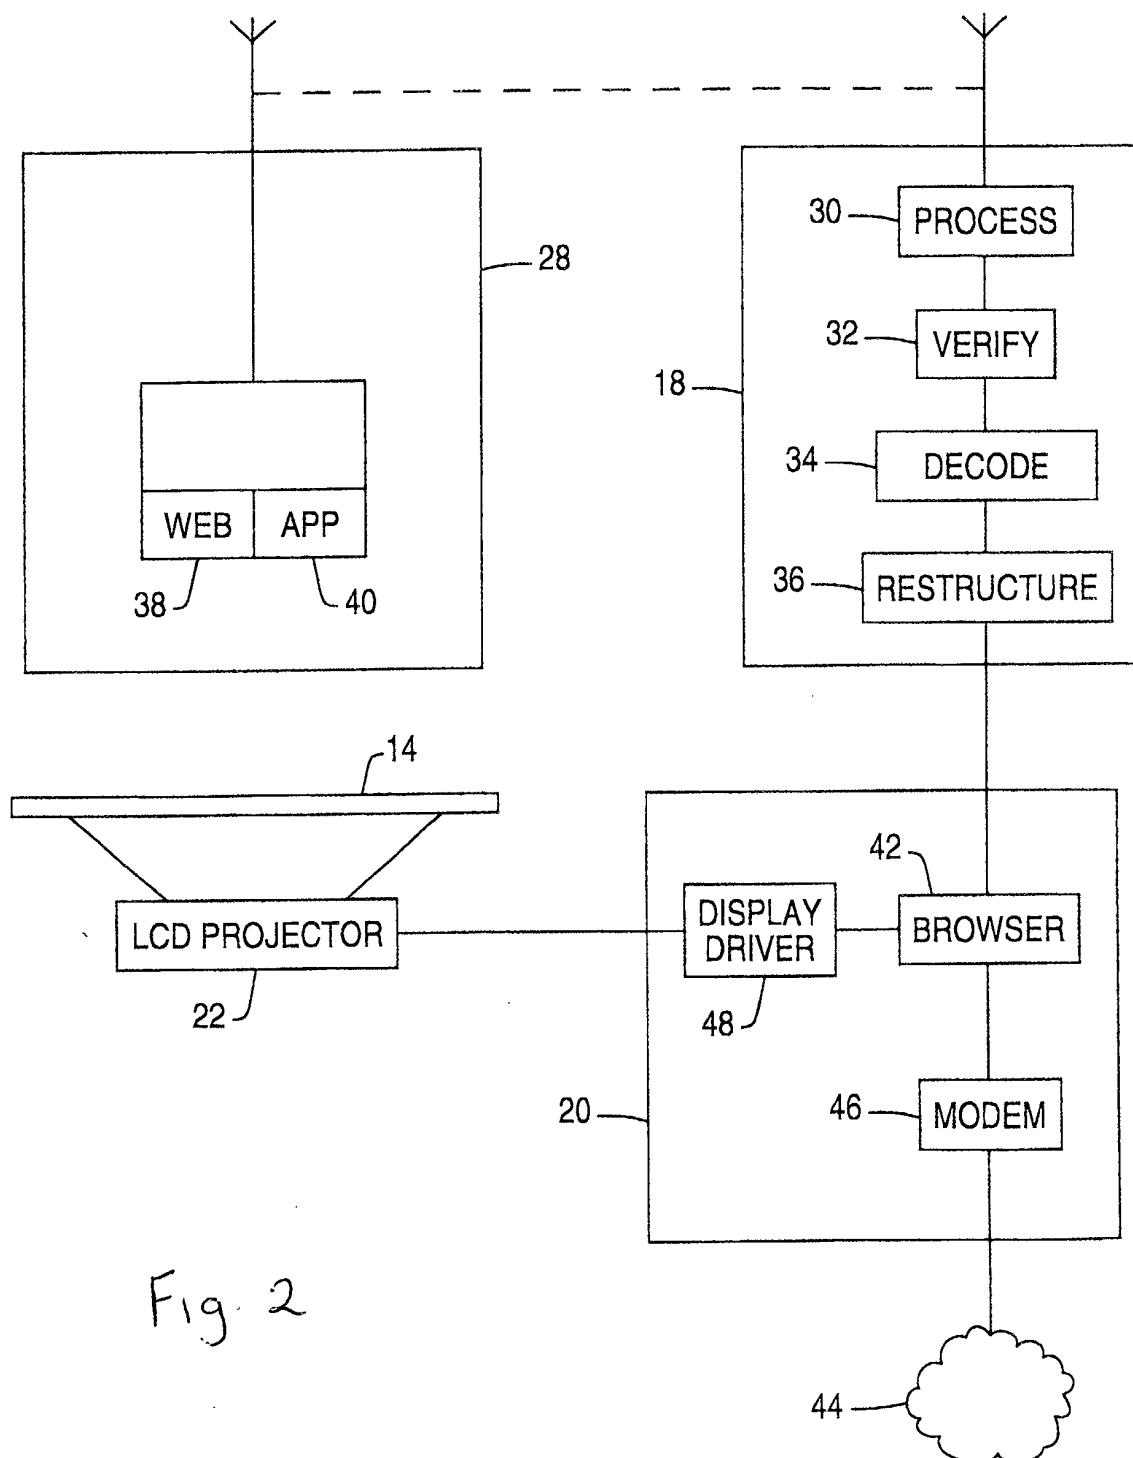 30
PROCESS
28
32
VERIFY
18
34
DECODE
WEB
APP
36
RESTRUCTURE
38
40
14
42
DISPLAY
DRIVER
BROWSER
LCD PROJECTOR
22
48
20
46
MODEM
Fig. 2
44